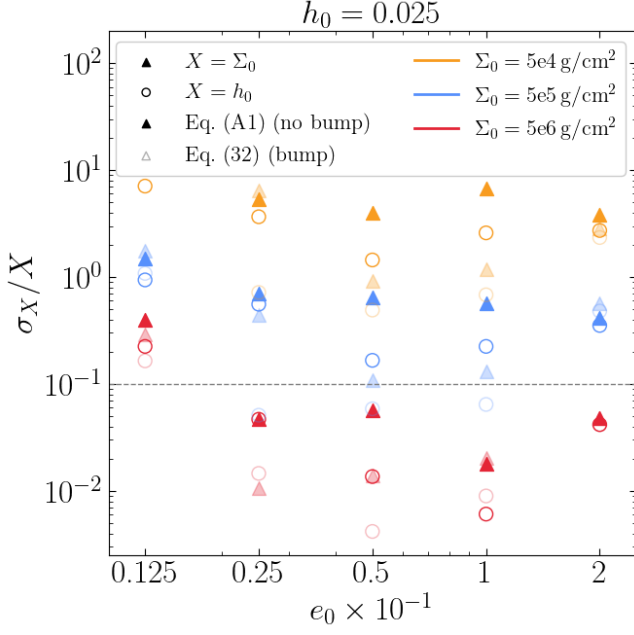 h₀ = 0.025
X = Σ₀
X = h₀
Eq. (A1) (no bump)
Eq. (32) (bump)
Σ₀ = 5e4 g/cm²
Σ₀ = 5e5 g/cm²
Σ₀ = 5e6 g/cm²
σ_X/X
10²
10¹
10⁰
10⁻¹
10⁻²
0.125 0.25 0.5 1 2
e₀ × 10⁻¹